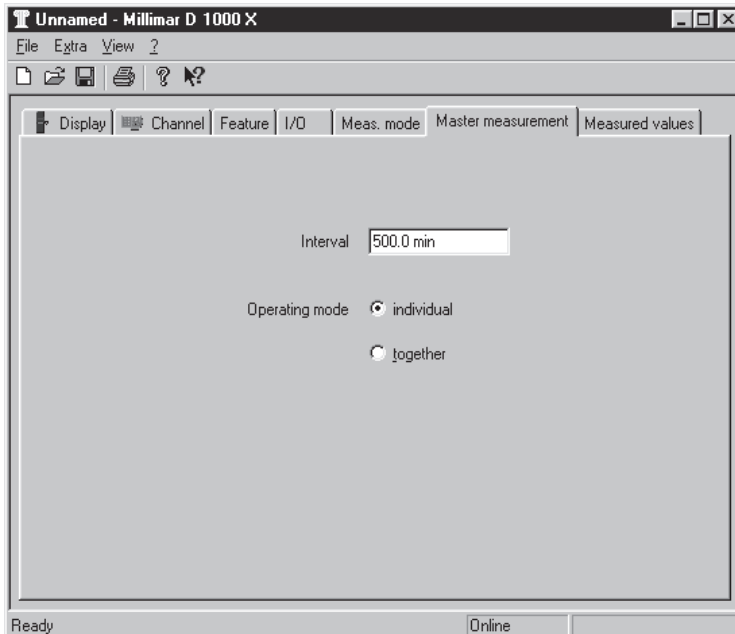 Unnamed - Millimar D 1000 X
File Extra View ?
Display Channel Feature I/O Meas. mode Master measurement Measured values
Interval 500.0 min
Operating mode individual
together
Ready Online